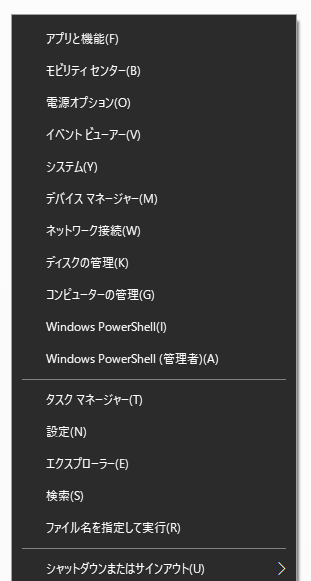 アプリと機能(F)
モビリティ センター(B)
電源オプション(O)
イベント ビューアー(V)
システム(Y)
デバイス マネージャー(M)
ネットワーク接続(W)
ディスクの管理(K)
コンピューターの管理(G)
Windows PowerShell(I)
Windows PowerShell (管理者)(A)
タスク マネージャー(T)
設定(N)
エクスプローラー(E)
検索(S)
ファイル名を指定して実行(R)
シャットダウンまたはサインアウト(U)